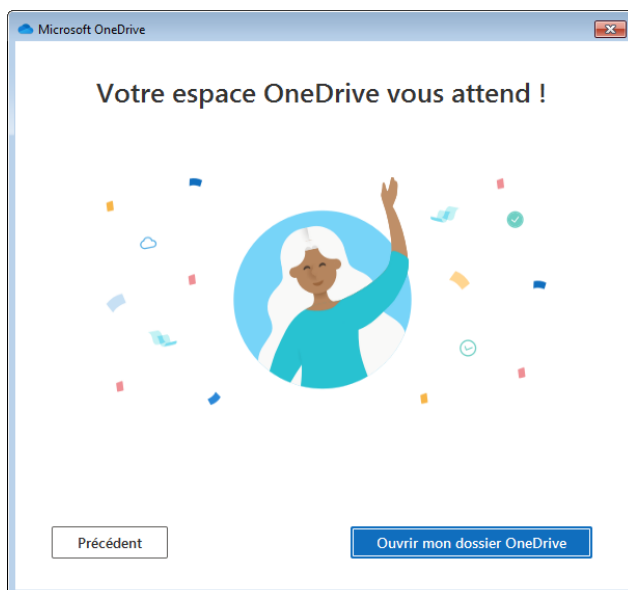 Microsoft OneDrive
Votre espace OneDrive vous attend !
Précédent
Ouvrir mon dossier OneDrive